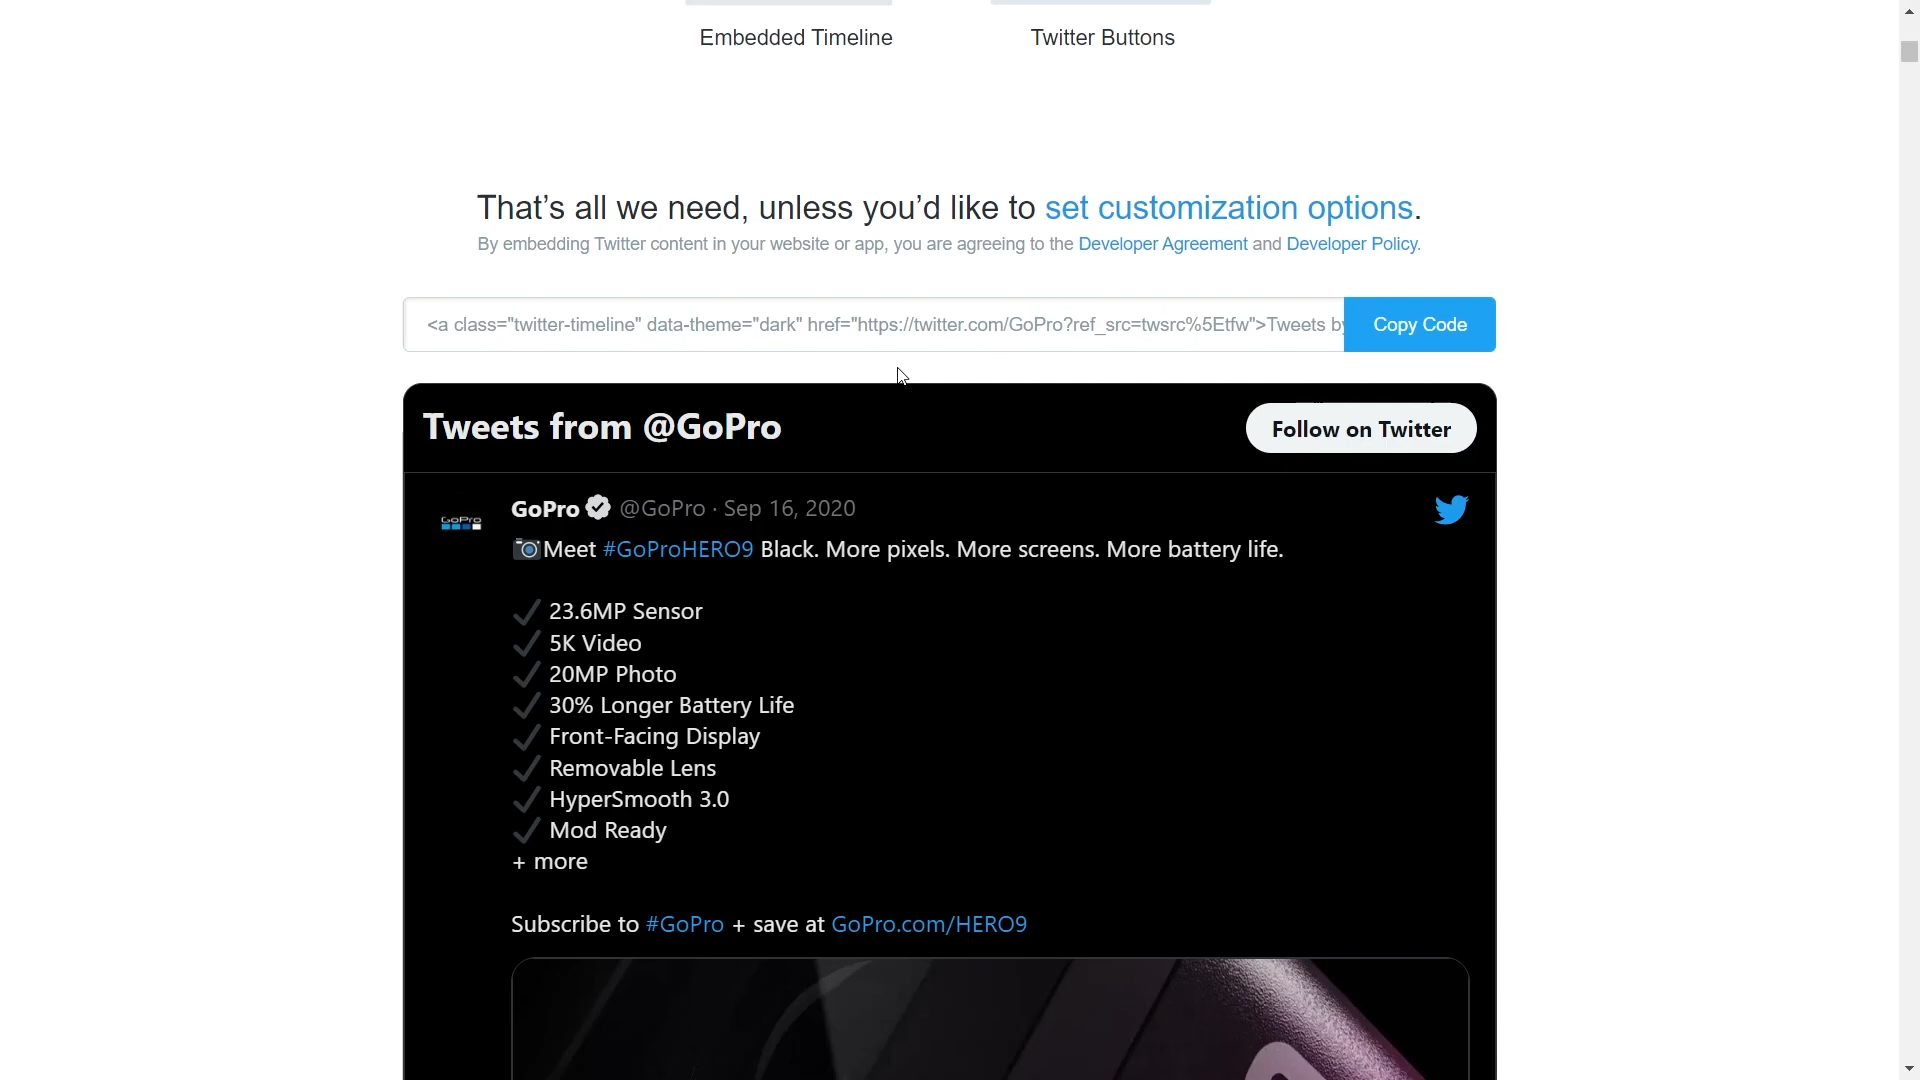 Embedded Timeline
Twitter Buttons
That’s all we need, unless you’d like to set customization options.
By embedding Twitter content in your website or app, you are agreeing to the Developer Agreement and Developer Policy.
<a class="twitter-timeline" data-theme="dark" href="https://twitter.com/GoPro?ref_src=twsrc%5Etfw">Tweets by
Copy Code
Tweets from @GoPro
Follow on Twitter
GoPro
GoPro @GoPro · Sep 16, 2020
📷Meet #GoProHERO9 Black. More pixels. More screens. More battery life.
✔ 23.6MP Sensor
✔ 5K Video
✔ 20MP Photo
✔ 30% Longer Battery Life
✔ Front-Facing Display
✔ Removable Lens
✔ HyperSmooth 3.0
✔ Mod Ready
+ more
Subscribe to #GoPro + save at GoPro.com/HERO9